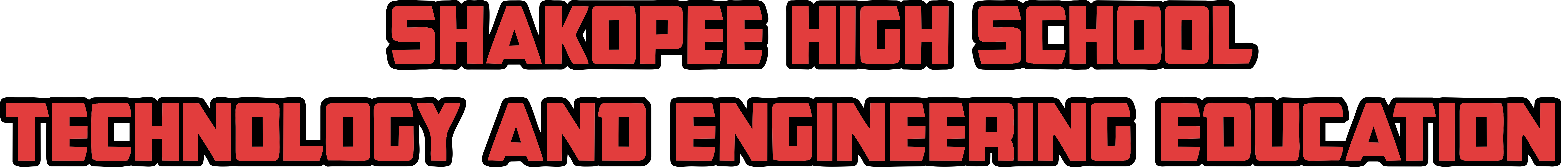 SHAKOPEE HIGH SCHOOL
TECHNOLOGY AND ENGINEERING EDUCATION